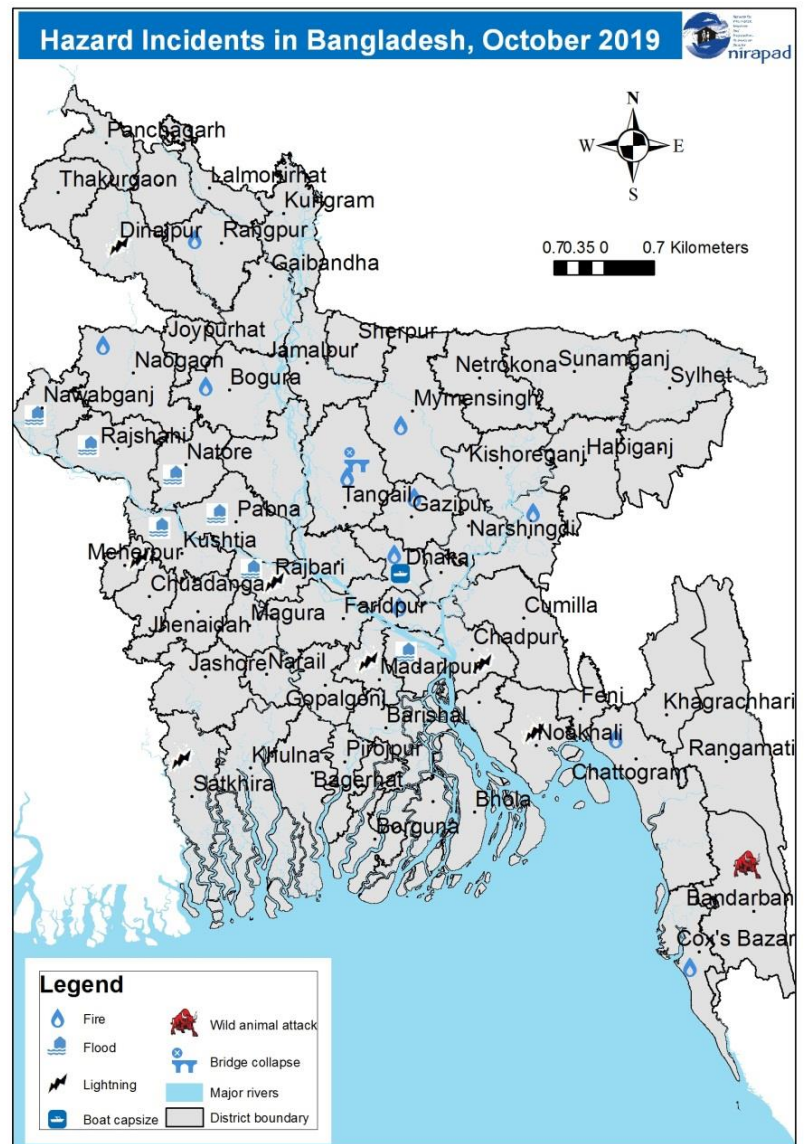 Hazard Incidents in Bangladesh, October 2019
nirapad
N
W E
S
0.70.35 0 0.7 Kilometers
Panchagarh
Thakurgaon
Lalmonirhat
Kurigram
Dinajpur
Rangpur
Gaibandha
Joypurhat
Sherpur
Jamalpur
Netrokona
Sunamganj
Sylhet
Naogaon
Bogura
Mymensingh
Nawabganj
Rajshahi
Natore
Kishoreganj
Habiganj
Tangail
Gazipur
Pabna
Narshingdi
Kushtia
Meherpur
Dhaka
Rajbari
Chuadanga
Magura
Faridpur
Cumilla
Jhenaidah
Chadpur
Jashore
Narail
Madaripur
Gopalgonj
Feni
Khagrachhari
Barishal
Noakhali
Khulna
Pirojpur
Rangamati
Chattogram
Satkhira
Bagerhat
Bhola
Borguna
Bandarban
Cox's Bazar
Legend
Fire
Flood
Lightning
Boat capsize
Wild animal attack
Bridge collapse
Major rivers
District boundary